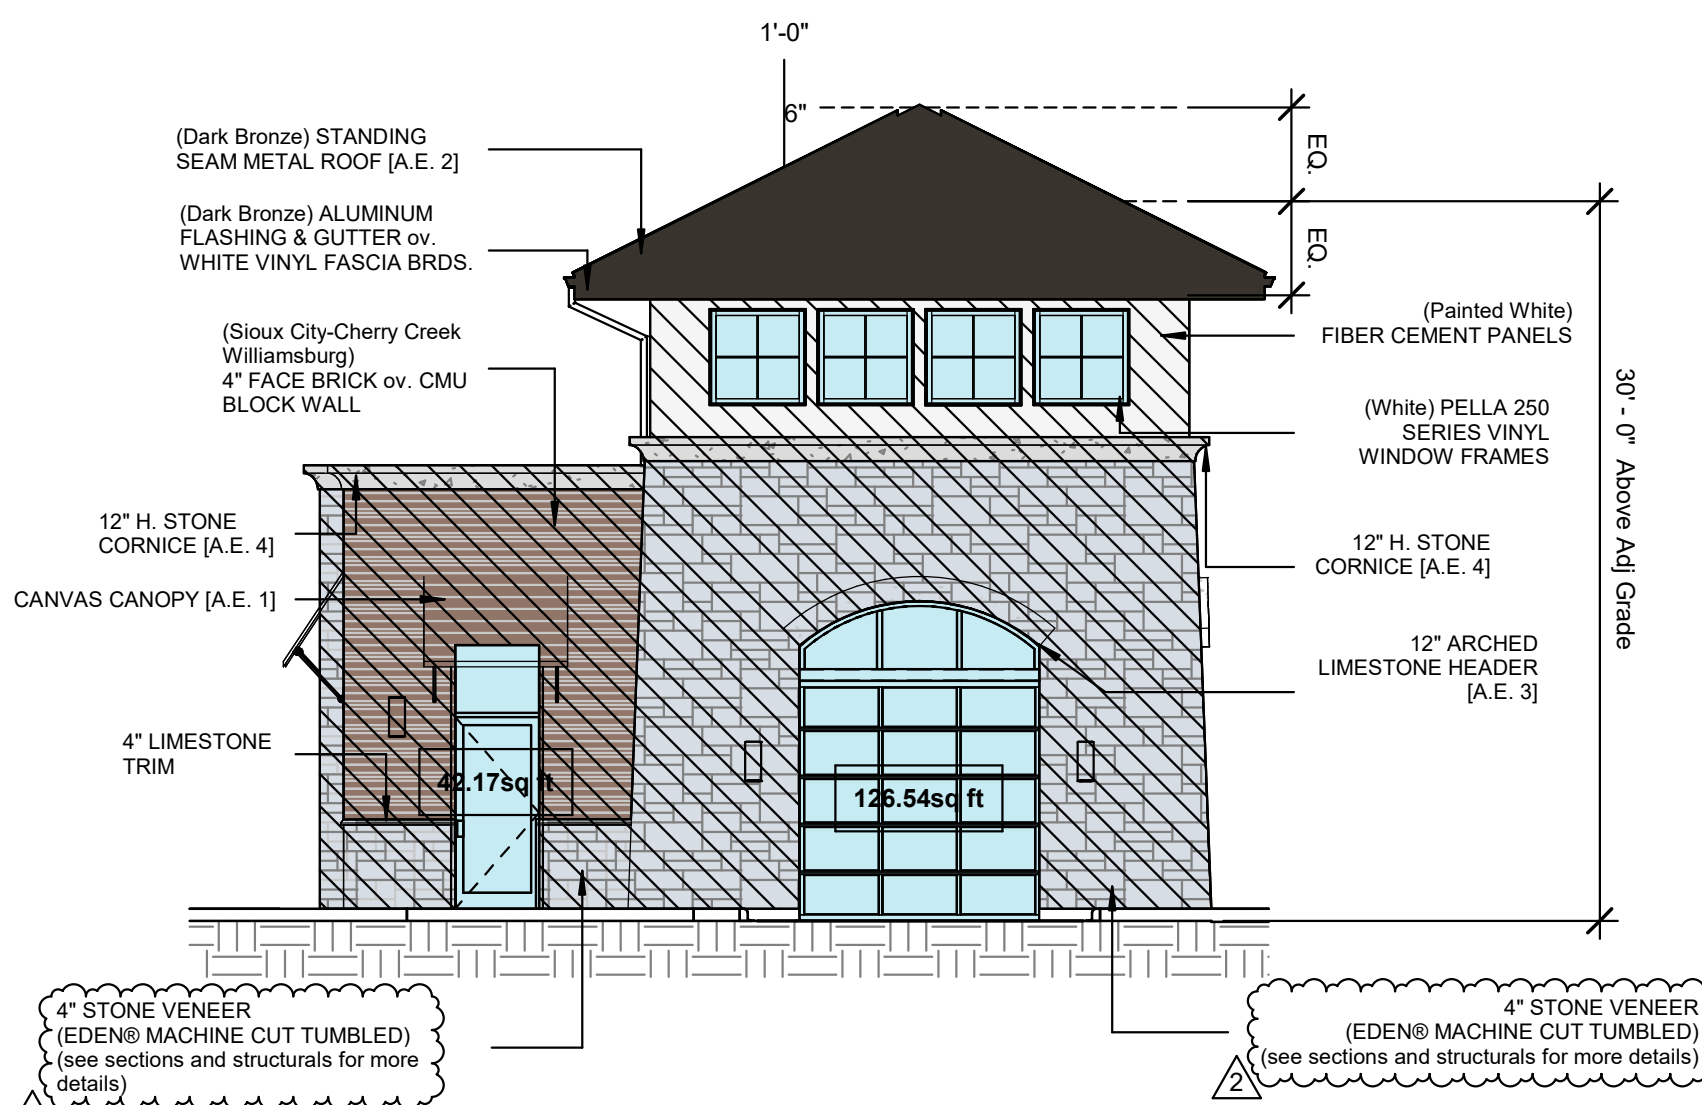 1'-0"
6"
(Dark Bronze) STANDING
SEAM METAL ROOF [A.E. 2]
(Dark Bronze) ALUMINUM
FLASHING & GUTTER ov.
WHITE VINYL FASCIA BRDS.
(Sioux City-Cherry Creek
Williamsburg)
4" FACE BRICK ov. CMU
BLOCK WALL
12" H. STONE
CORNICE [A.E. 4]
CANVAS CANOPY [A.E. 1]
4" LIMESTONE
TRIM
42.17sq ft
126.54sq ft
EQ.
EQ.
(Painted White)
FIBER CEMENT PANELS
(White) PELLA 250
SERIES VINYL
WINDOW FRAMES
12" H. STONE
CORNICE [A.E. 4]
12" ARCHED
LIMESTONE HEADER
[A.E. 3]
30' - 0" Above Adj Grade
4" STONE VENEER
(EDEN® MACHINE CUT TUMBLED)
(see sections and structurals for more
details)
4" STONE VENEER
(EDEN® MACHINE CUT TUMBLED)
(see sections and structurals for more details)
2